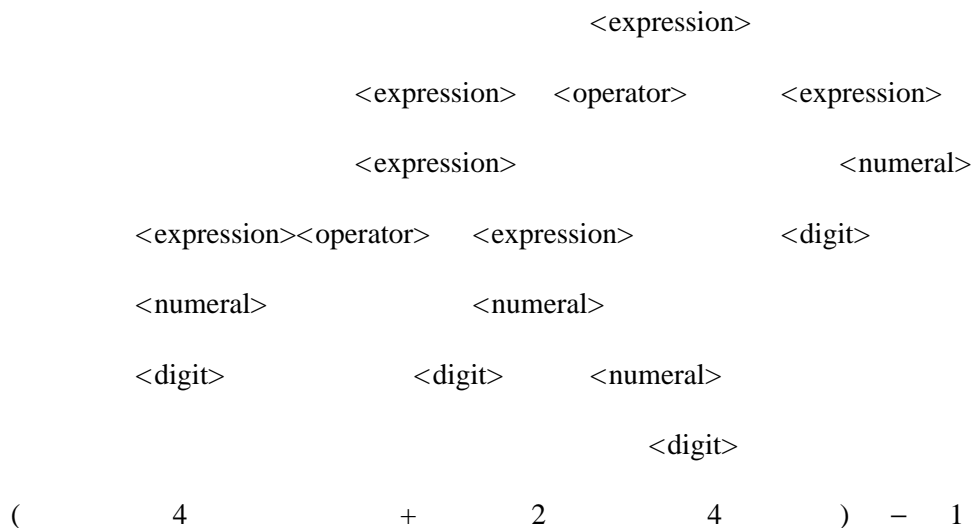 <expression>
<expression> <operator> <expression>
<expression> <numeral>
<expression><operator> <expression> <digit>
<numeral> <numeral>
<digit> <digit> <numeral>
<digit>
( 4 + 2 4 ) − 1